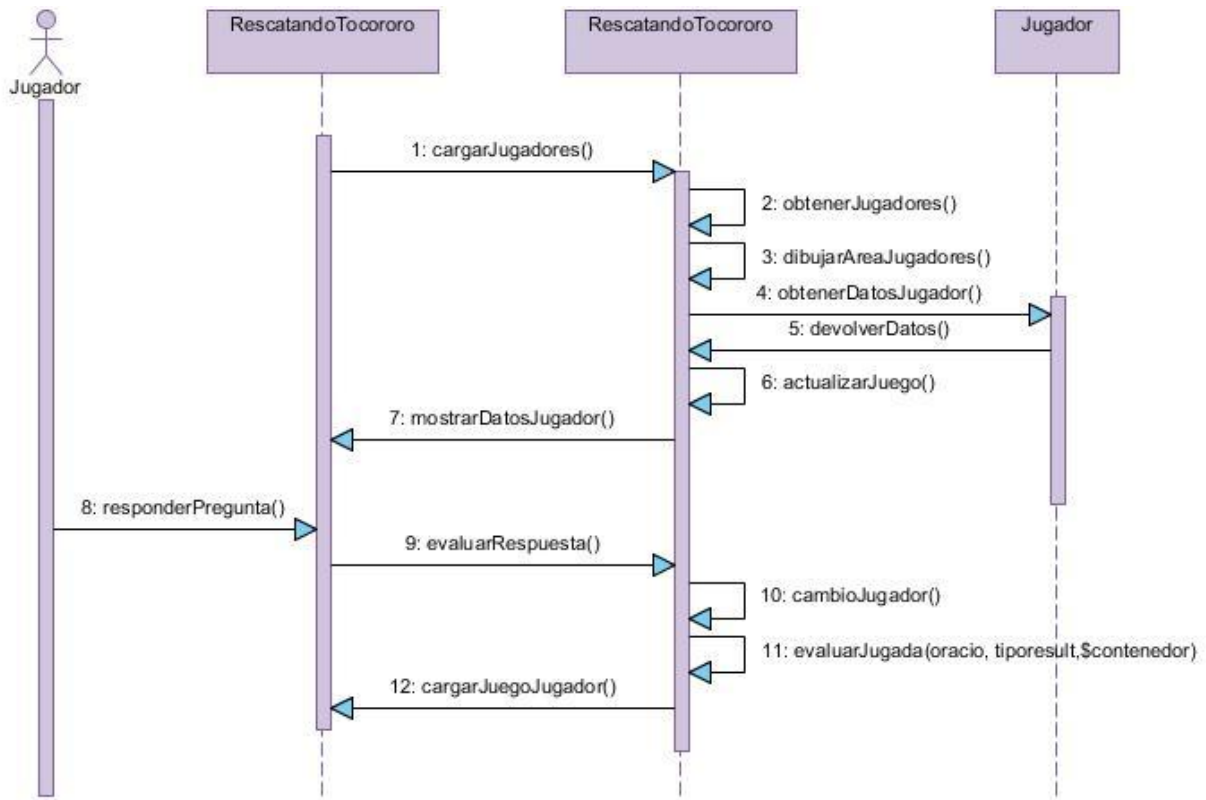 RescatandoTocororo
RescatandoTocororo
Jugador
Jugador
1: cargarJugadores()
2: obtenerJugadores()
3: dibujarAreaJugadores()
4: obtenerDatosJugador()
5: devolverDatos()
6: actualizarJuego()
7: mostrarDatosJugador()
8: responderPregunta()
9: evaluarRespuesta()
10: cambioJugador()
11: evaluarJugada(oracio, tiporesult,$contenedor)
12: cargarJuegoJugador()